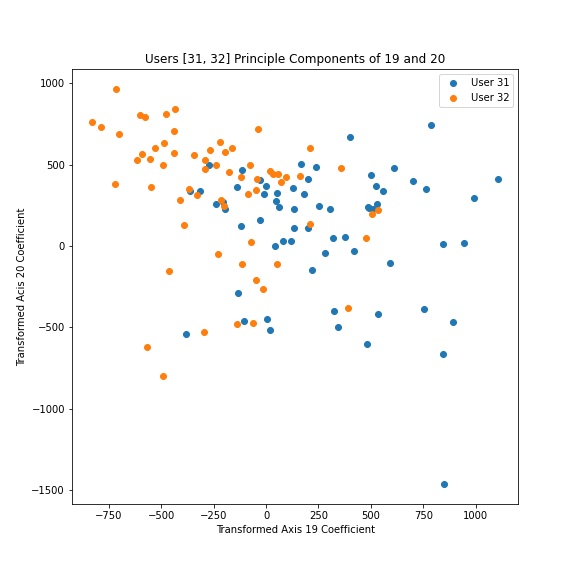 Users [31, 32] Principle Components of 19 and 20
User 31
User 32
Transformed Acis 20 Coefficient
1000
500
0
−500
−1000
−1500
−750
−500
−250
0
250
500
750
1000
Transformed Axis 19 Coefficient